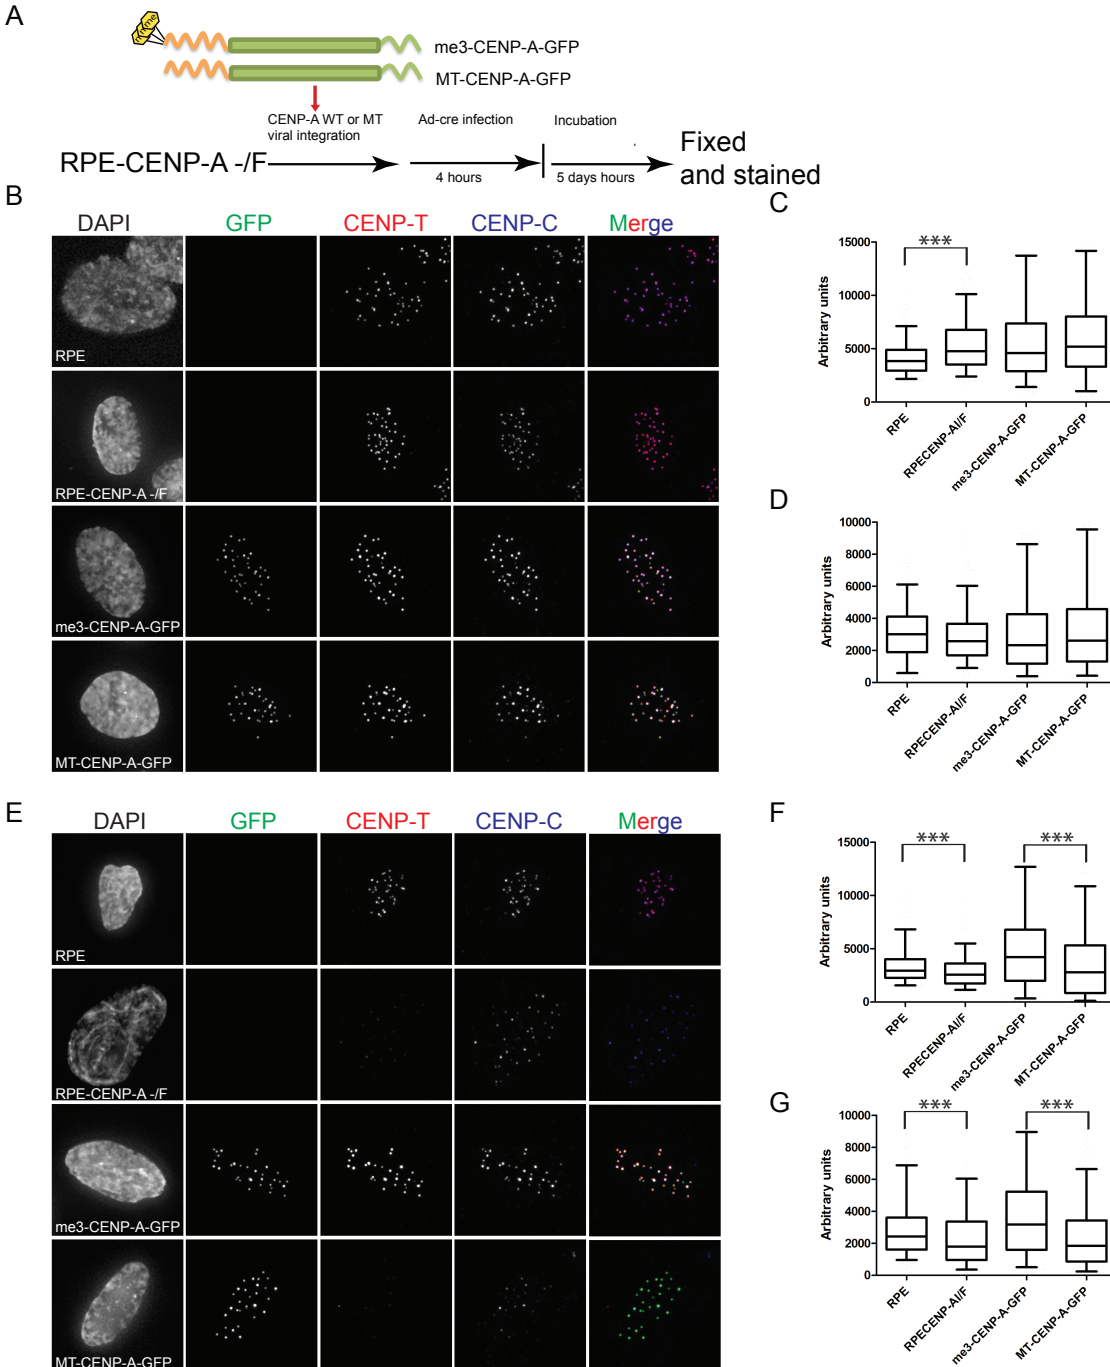 A
me
me3-CENP-A-GFP
MT-CENP-A-GFP
CENP-A WT or MT
viral integration
Ad-cre infection
Incubation
RPE-CENP-A -/F
4 hours
5 days hours
Fixed
and stained
B
DAPI
GFP
CENP-T
CENP-C
Merge
RPE
RPE-CENP-A -/F
me3-CENP-A-GFP
MT-CENP-A-GFP
C
***
15000
10000
5000
0
Arbitrary units
RPE
RPECENP-AI/F
me3-CENP-A-GFP
MT-CENP-A-GFP
D
10000
8000
6000
4000
2000
0
Arbitrary units
RPE
RPECENP-AI/F
me3-CENP-A-GFP
MT-CENP-A-GFP
E
DAPI
GFP
CENP-T
CENP-C
Merge
RPE
RPE-CENP-A -/F
me3-CENP-A-GFP
MT-CENP-A-GFP
F
***
***
15000
10000
5000
0
Arbitrary units
RPE
RPECENP-AI/F
me3-CENP-A-GFP
MT-CENP-A-GFP
G
***
***
10000
8000
6000
4000
2000
0
Arbitrary units
RPE
RPECENP-AI/F
me3-CENP-A-GFP
MT-CENP-A-GFP